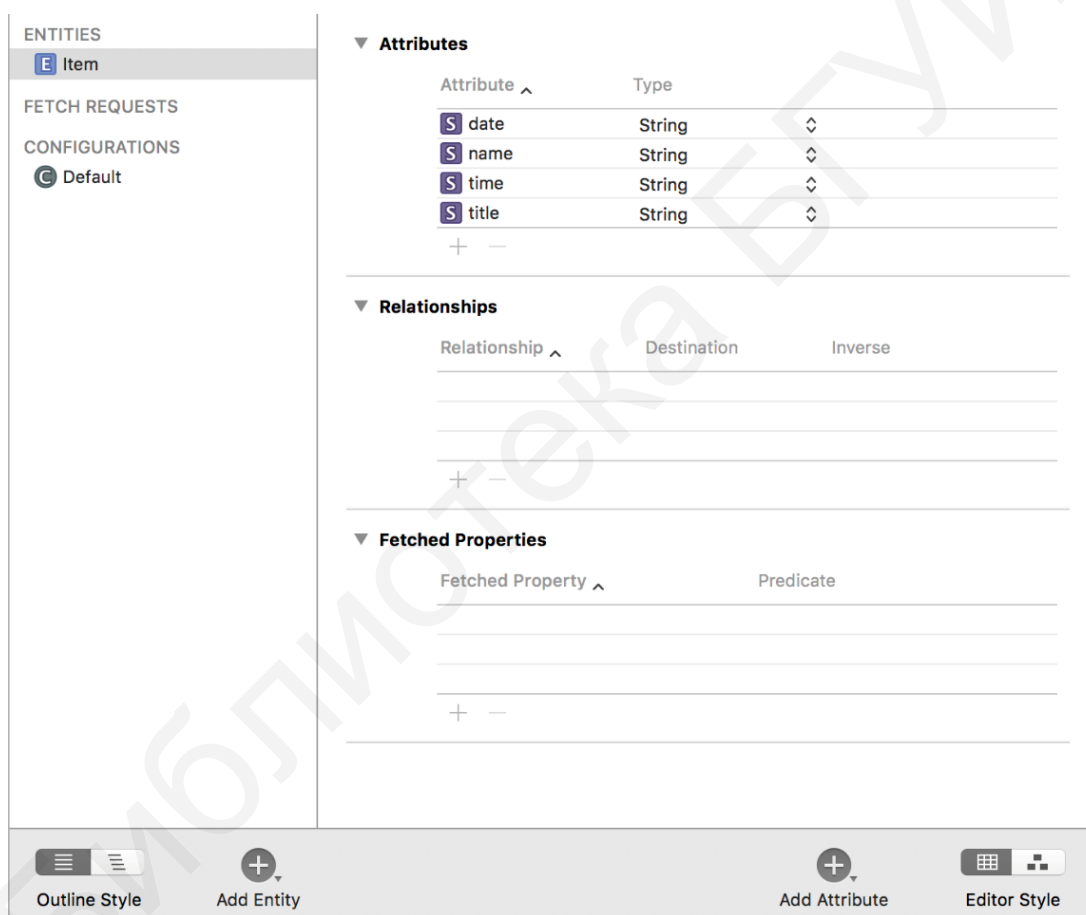 ENTITIES
E Item
FETCH REQUESTS
CONFIGURATIONS
C Default
Attributes
Attribute Type
S date String
S name String
S time String
S title String
Relationships
Relationship Destination Inverse
Fetched Properties
Fetched Property Predicate
Outline Style Add Entity Add Attribute Editor Style